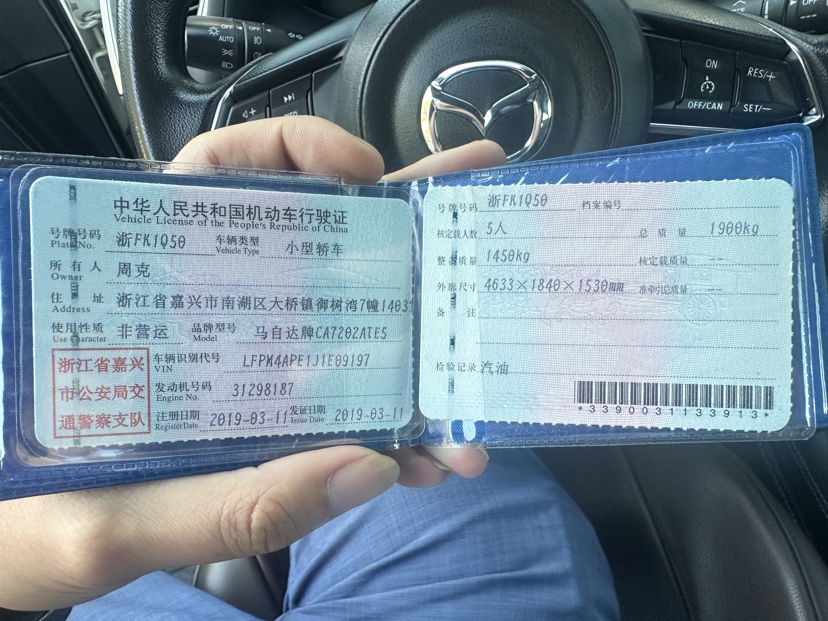 AUTO
OFF
OFF
ON
OFF/CAN
RES/+
SET/−
中华人民共和国机动车行驶证
Vehicle License of the People's Republic of China
号牌号码 浙FK1Q50 车辆类型 小型轿车
Plate No. Vehicle Type
所有人 周克
Owner
住址 浙江省嘉兴市南湖区大桥镇御树湾7幢1403
Address
使用性质 非营运 品牌型号 马自达牌CA7202ATE5
Use Character Model
浙江省嘉兴
市公安局交
通警察支队
车辆识别代号 LFPM4APE1J1E09197
VIN
发动机号码 31298187
Engine No.
注册日期 2019-03-11 发证日期 2019-03-11
Register Date Issue Date
号牌号码 浙FK1Q50 档案编号
核定载人数 5人 总质量 1900kg
整备质量 1450kg 核定载质量 --
外廓尺寸 4633×1840×1530mm 准牵引总质量 --
备注
检验记录 汽油
*3390031133913*